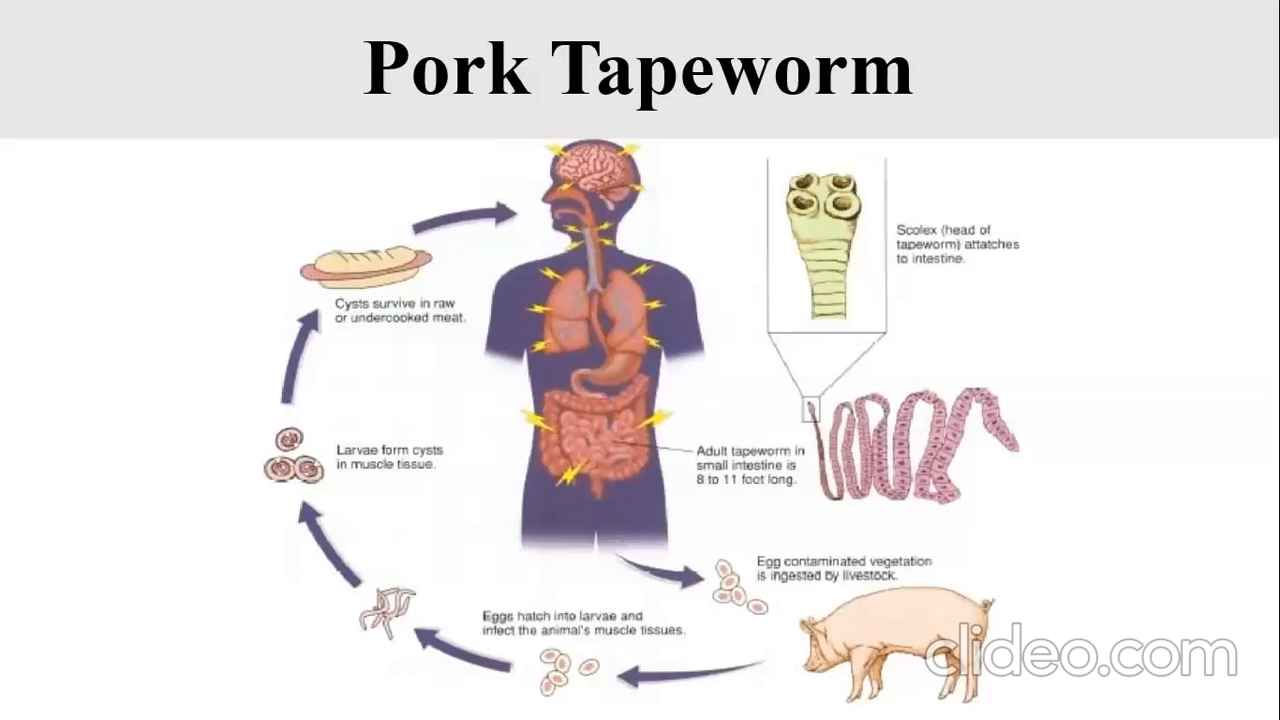 Pork Tapeworm
Scolex (head of
tapeworm) attatches
to intestine.
Cysts survive in raw
or undercooked meat.
Larvae form cysts
in muscle tissue.
Adult tapeworm in
small intestine is
8 to 11 foot long.
Egg contaminated vegetation
is ingested by livestock.
Eggs hatch into larvae and
infect the animal's muscle tissues.
clideo.com